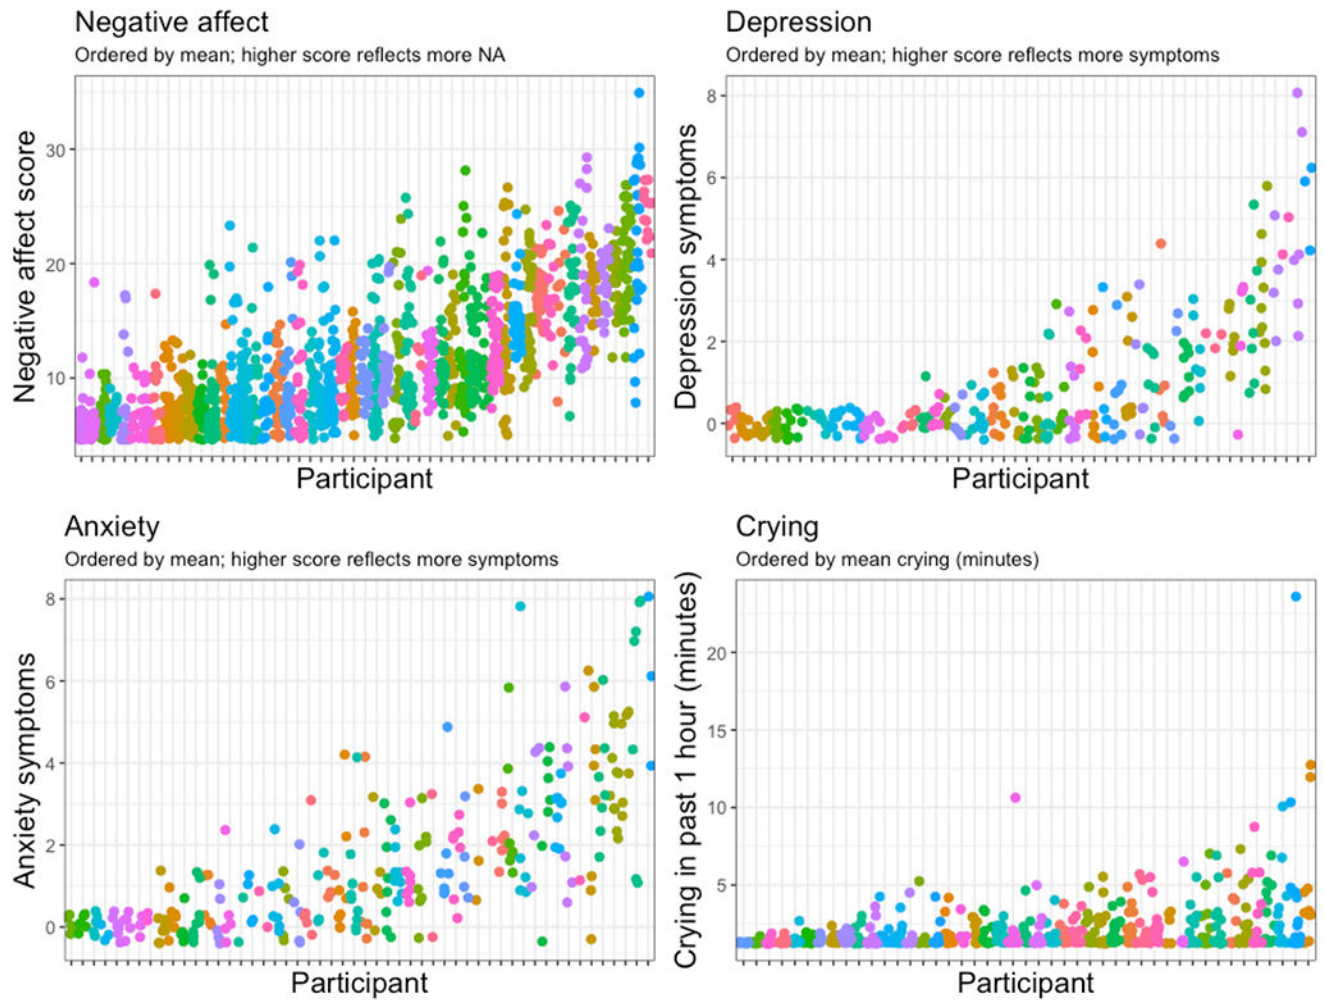 Negative affect
Ordered by mean; higher score reflects more NA
Negative affect score
30
20
10
Participant
Depression
Ordered by mean; higher score reflects more symptoms
Depression symptoms
8
6
4
2
0
Participant
Anxiety
Ordered by mean; higher score reflects more symptoms
Anxiety symptoms
8
6
4
2
0
Participant
Crying
Ordered by mean crying (minutes)
Crying in past 1 hour (minutes)
20
15
10
5
Participant